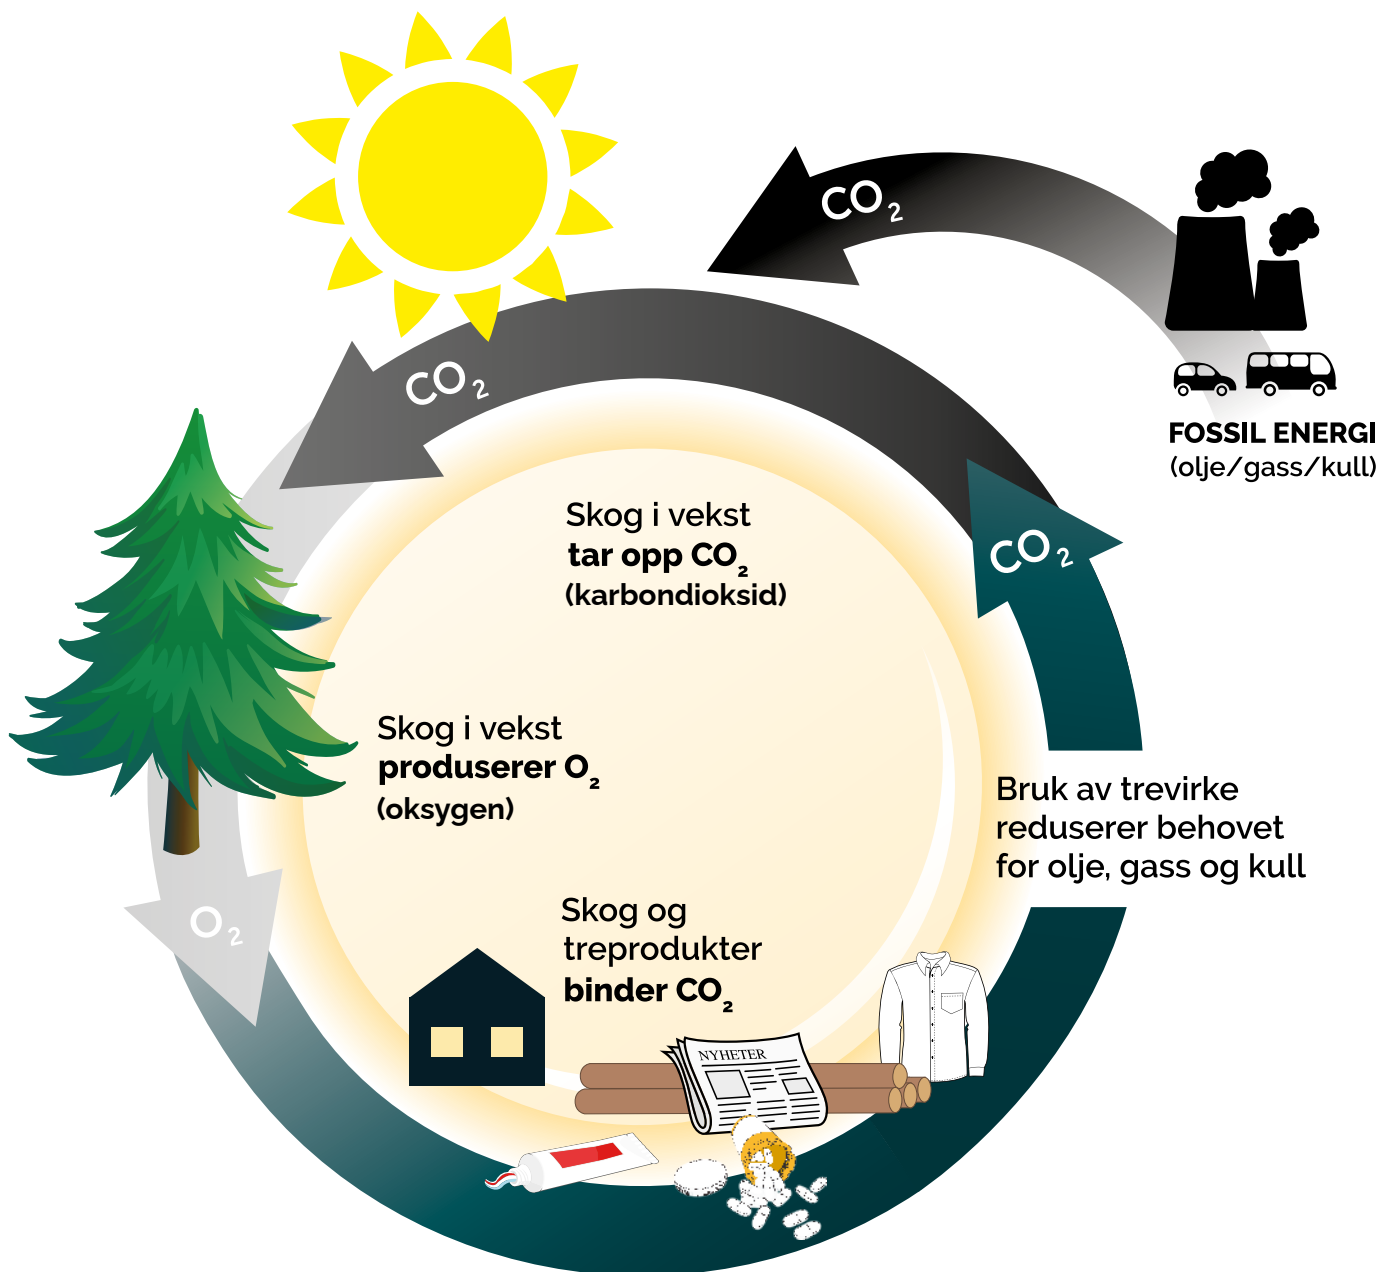 CO₂
CO₂
FOSSIL ENERGI
(olje/gass/kull)
Skog i vekst
tar opp CO₂
(karbondioksid)
CO₂
Skog i vekst
produserer O₂
(oksygen)
Bruk av trevirke
reduserer behovet
for olje, gass og kull
O₂
Skog og
treprodukter
binder CO₂
NYHETER